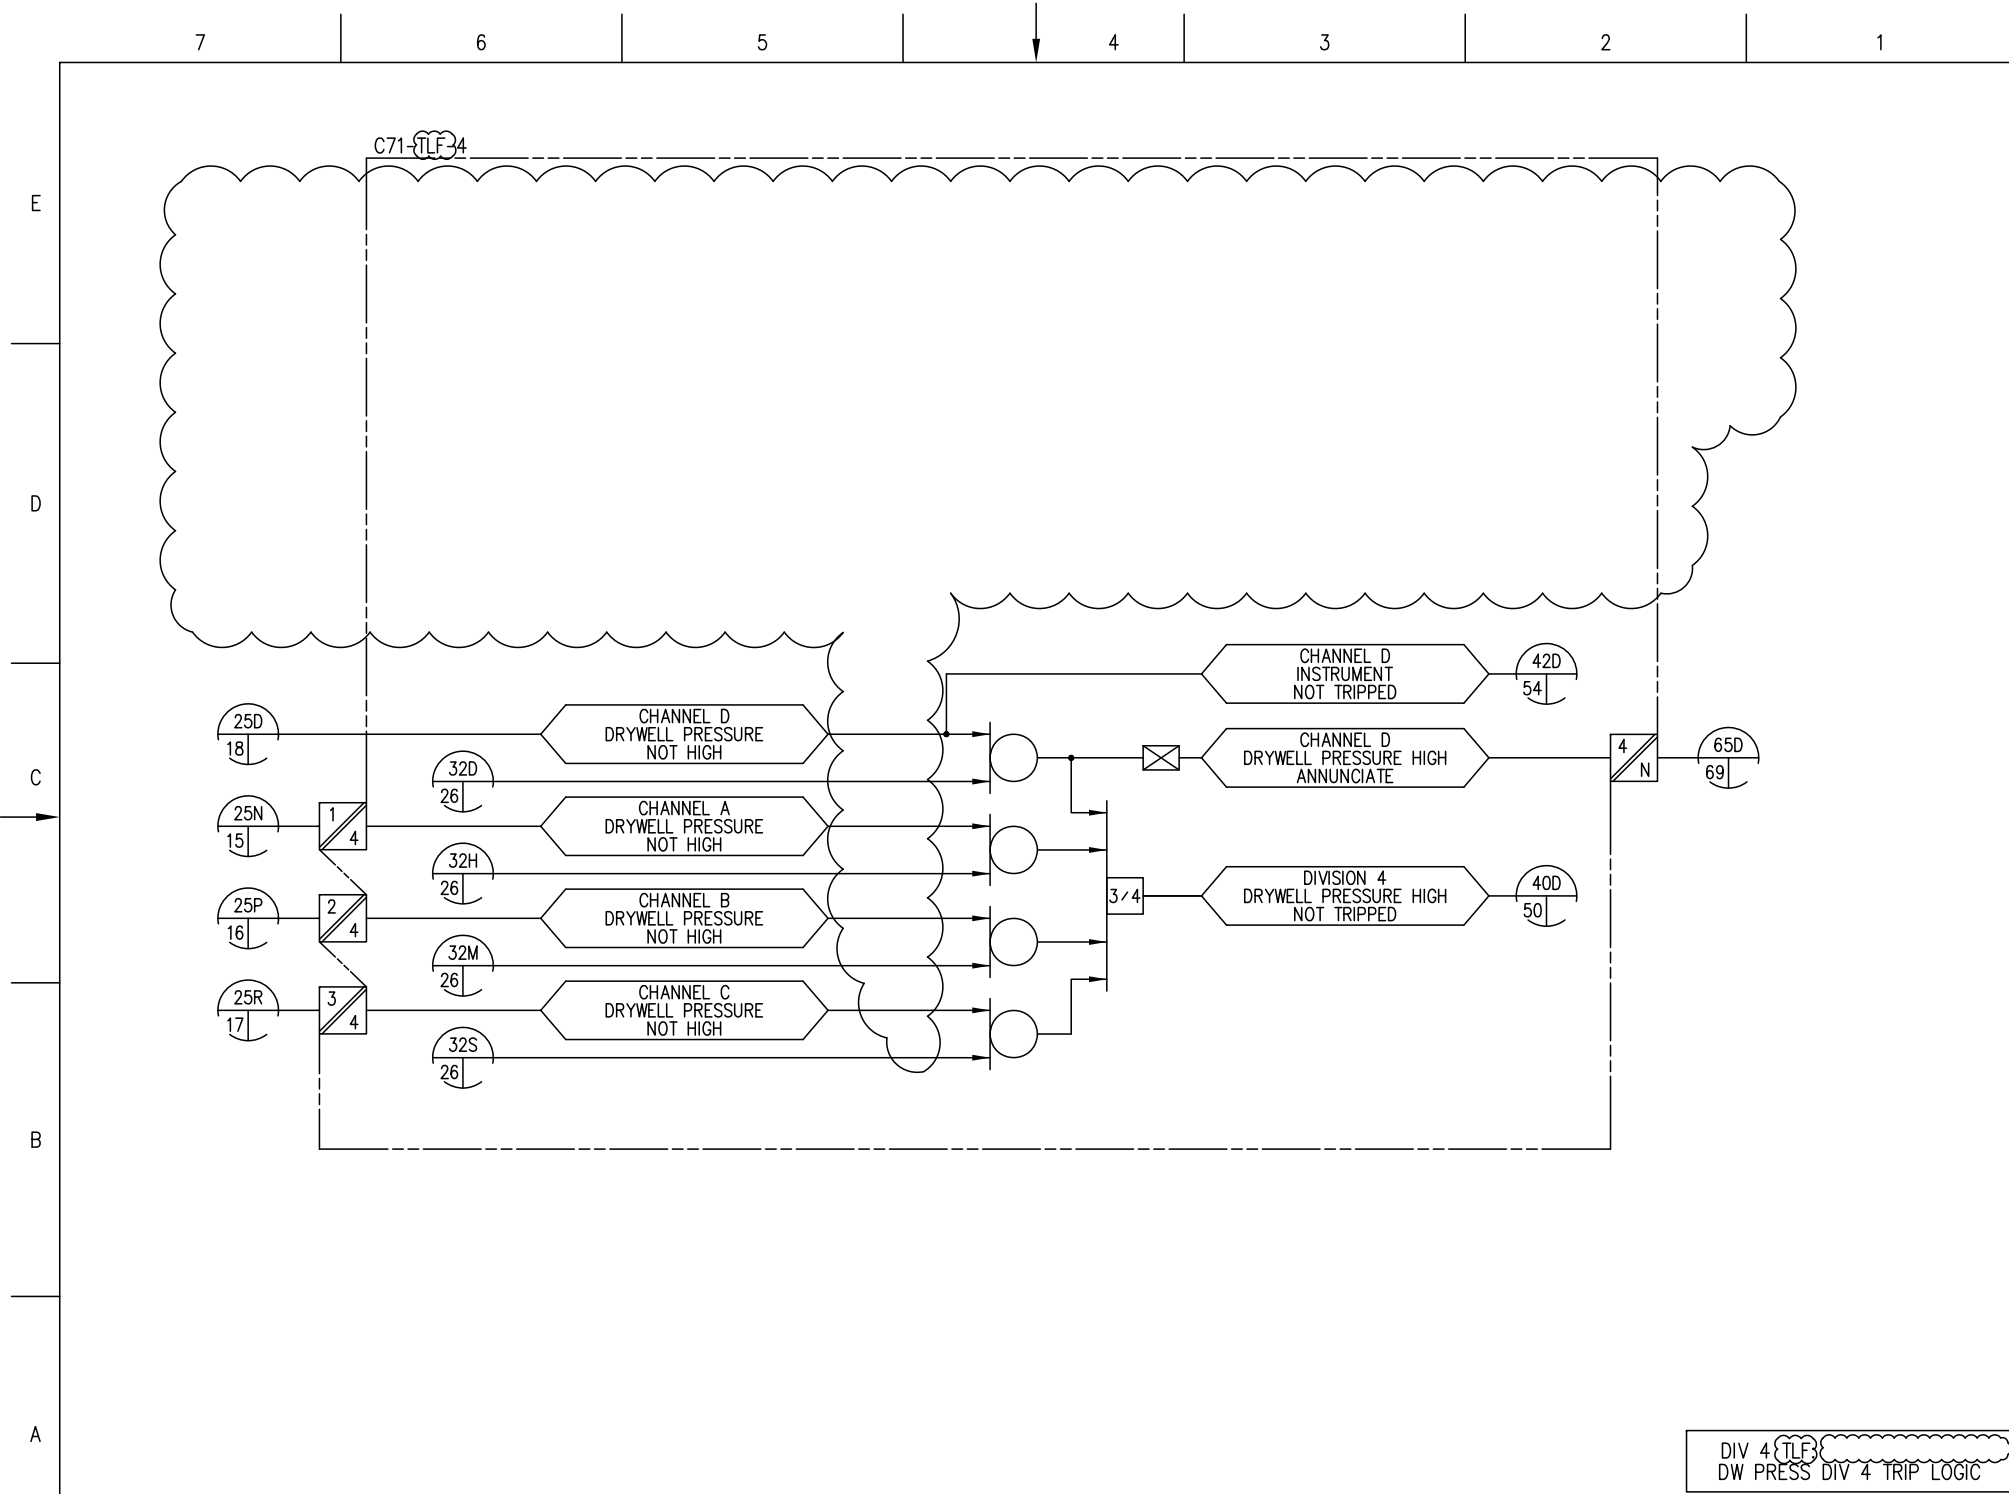 7 6 5 4 3 2 1
C71-TLF-4
E
D
CHANNEL D
INSTRUMENT
NOT TRIPPED
42D
54
25D
18
CHANNEL D
DRYWELL PRESSURE
NOT HIGH
CHANNEL D
DRYWELL PRESSURE HIGH
ANNUNCIATE
4
N
65D
69
C
32D
26
25N
15
1
4
CHANNEL A
DRYWELL PRESSURE
NOT HIGH
32H
26
25P
16
2
4
CHANNEL B
DRYWELL PRESSURE
NOT HIGH
3/4
DIVISION 4
DRYWELL PRESSURE HIGH
NOT TRIPPED
40D
50
32M
26
25R
17
3
4
CHANNEL C
DRYWELL PRESSURE
NOT HIGH
32S
26
B
A
DIV 4 TLF:
DW PRESS DIV 4 TRIP LOGIC